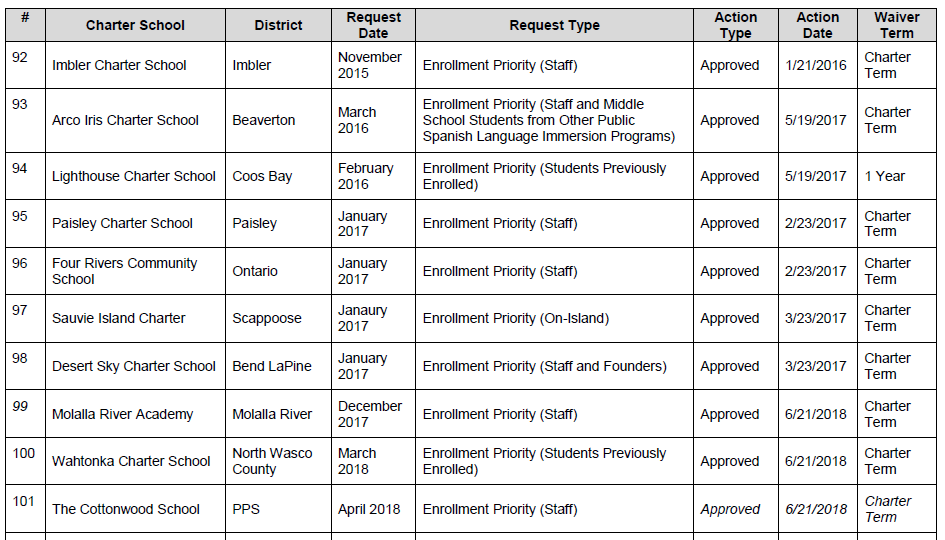 # Charter School District Request Date Request Type Action Type Action Date Waiver Term
92 Imbler Charter School Imbler November 2015 Enrollment Priority (Staff) Approved 1/21/2016 Charter Term
93 Arco Iris Charter School Beaverton March 2016 Enrollment Priority (Staff and Middle School Students from Other Public Spanish Language Immersion Programs) Approved 5/19/2017 Charter Term
94 Lighthouse Charter School Coos Bay February 2016 Enrollment Priority (Students Previously Enrolled) Approved 5/19/2017 1 Year
95 Paisley Charter School Paisley January 2017 Enrollment Priority (Staff) Approved 2/23/2017 Charter Term
96 Four Rivers Community School Ontario January 2017 Enrollment Priority (Staff) Approved 2/23/2017 Charter Term
97 Sauvie Island Charter Scappoose Janaury 2017 Enrollment Priority (On-Island) Approved 3/23/2017 Charter Term
98 Desert Sky Charter School Bend LaPine January 2017 Enrollment Priority (Staff and Founders) Approved 3/23/2017 Charter Term
99 Molalla River Academy Molalla River December 2017 Enrollment Priority (Staff) Approved 6/21/2018 Charter Term
100 Wahtonka Charter School North Wasco County March 2018 Enrollment Priority (Students Previously Enrolled) Approved 6/21/2018 Charter Term
101 The Cottonwood School PPS April 2018 Enrollment Priority (Staff) Approved 6/21/2018 Charter Term